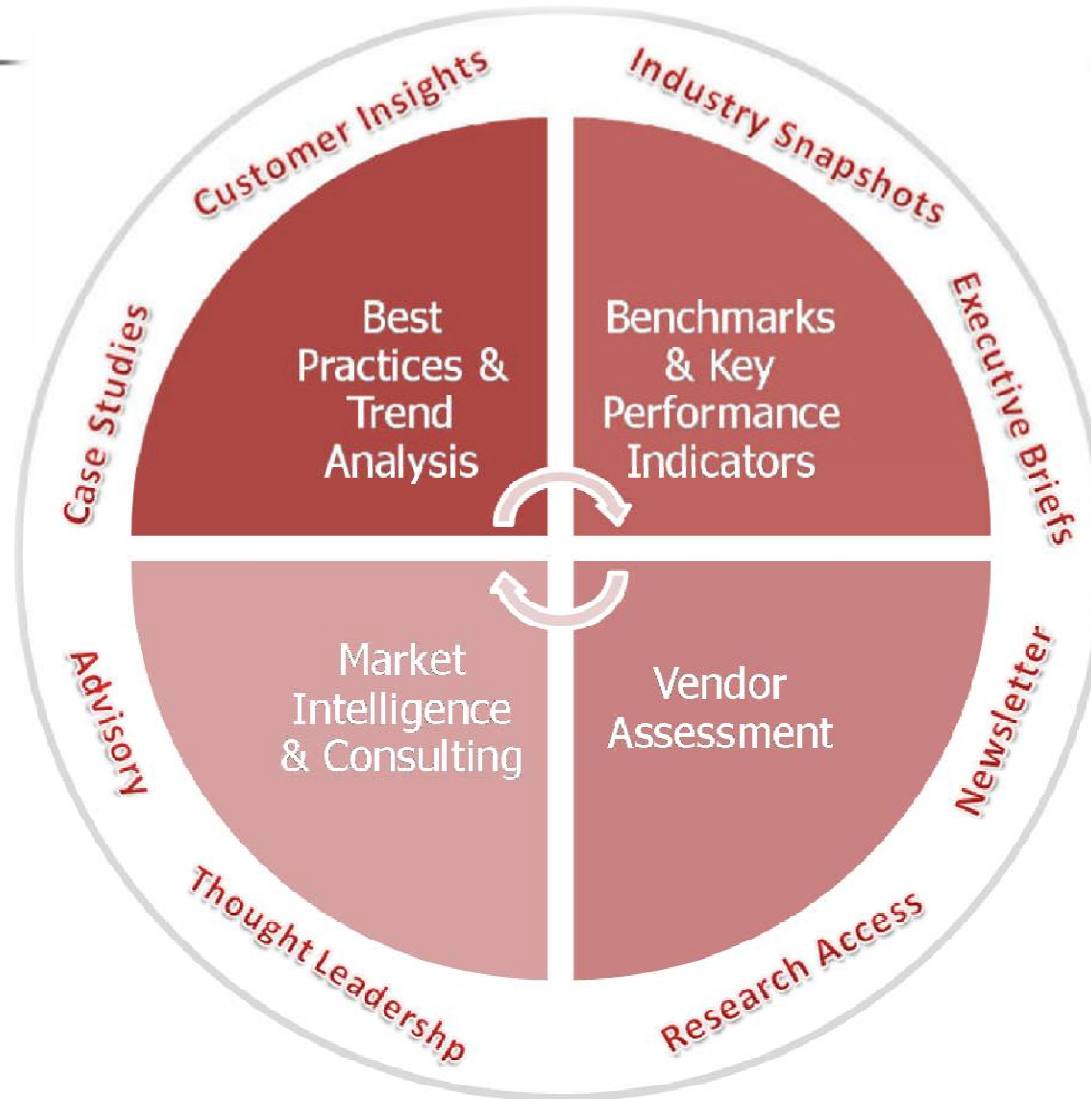 Customer Insights
Industry Snapshots
Case Studies
Executive Briefs
Best
Practices &
Trend
Analysis
Benchmarks
& Key
Performance
Indicators
Market
Intelligence
& Consulting
Vendor
Assessment
Advisory
Newsletter
Thought Leadershp
Research Access